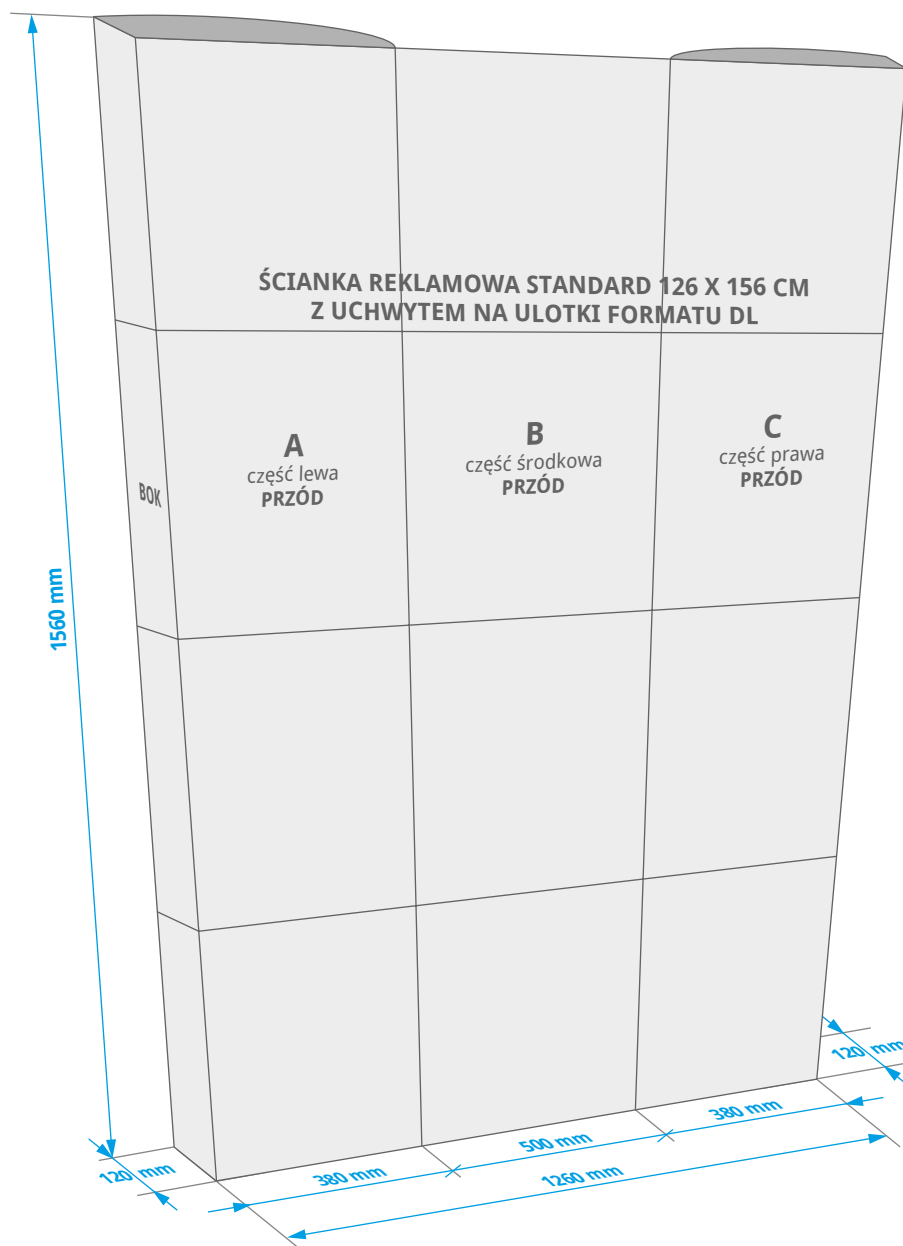 ŚCIANKA REKLAMOWA STANDARD 126 X 156 CM
Z UCHWYTEM NA ULOTKI FORMATU DL
A
część lewa
PRZÓD
B
część środkowa
PRZÓD
C
część prawa
PRZÓD
BOK
1560 mm
120 mm
380 mm
500 mm
380 mm
1260 mm
120 mm